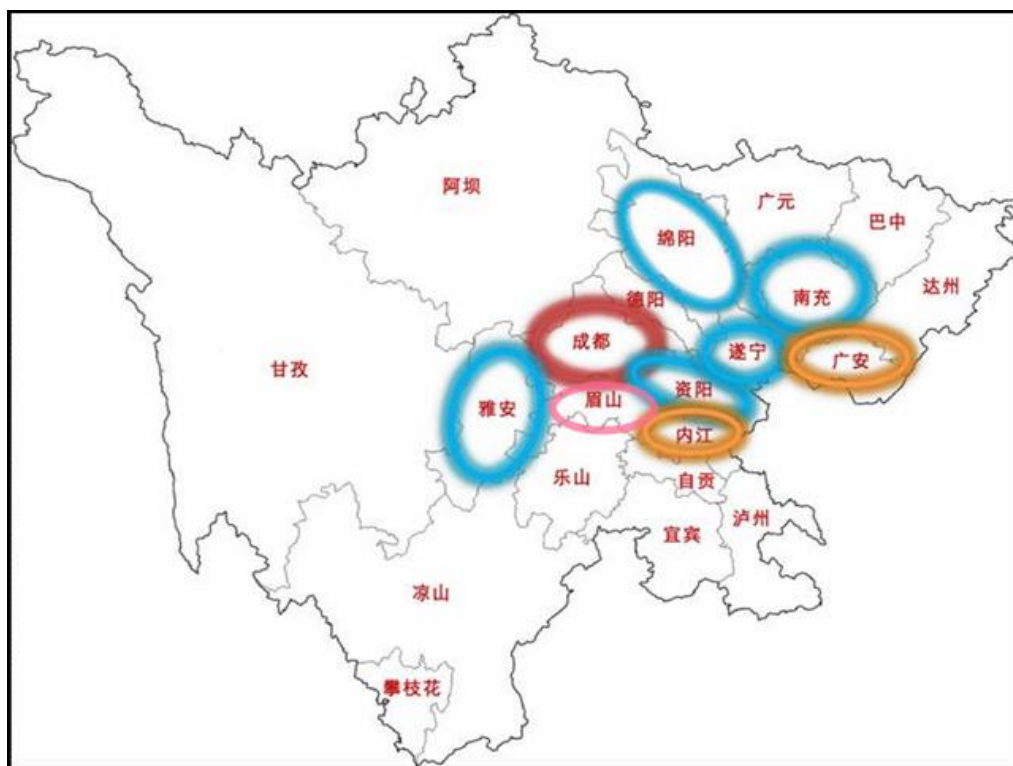 阿坝
广元
巴中
绵阳
达州
德阳
南充
成都
遂宁
广安
甘孜
雅安
眉山
资阳
内江
乐山
自贡
泸州
宜宾
凉山
攀枝花